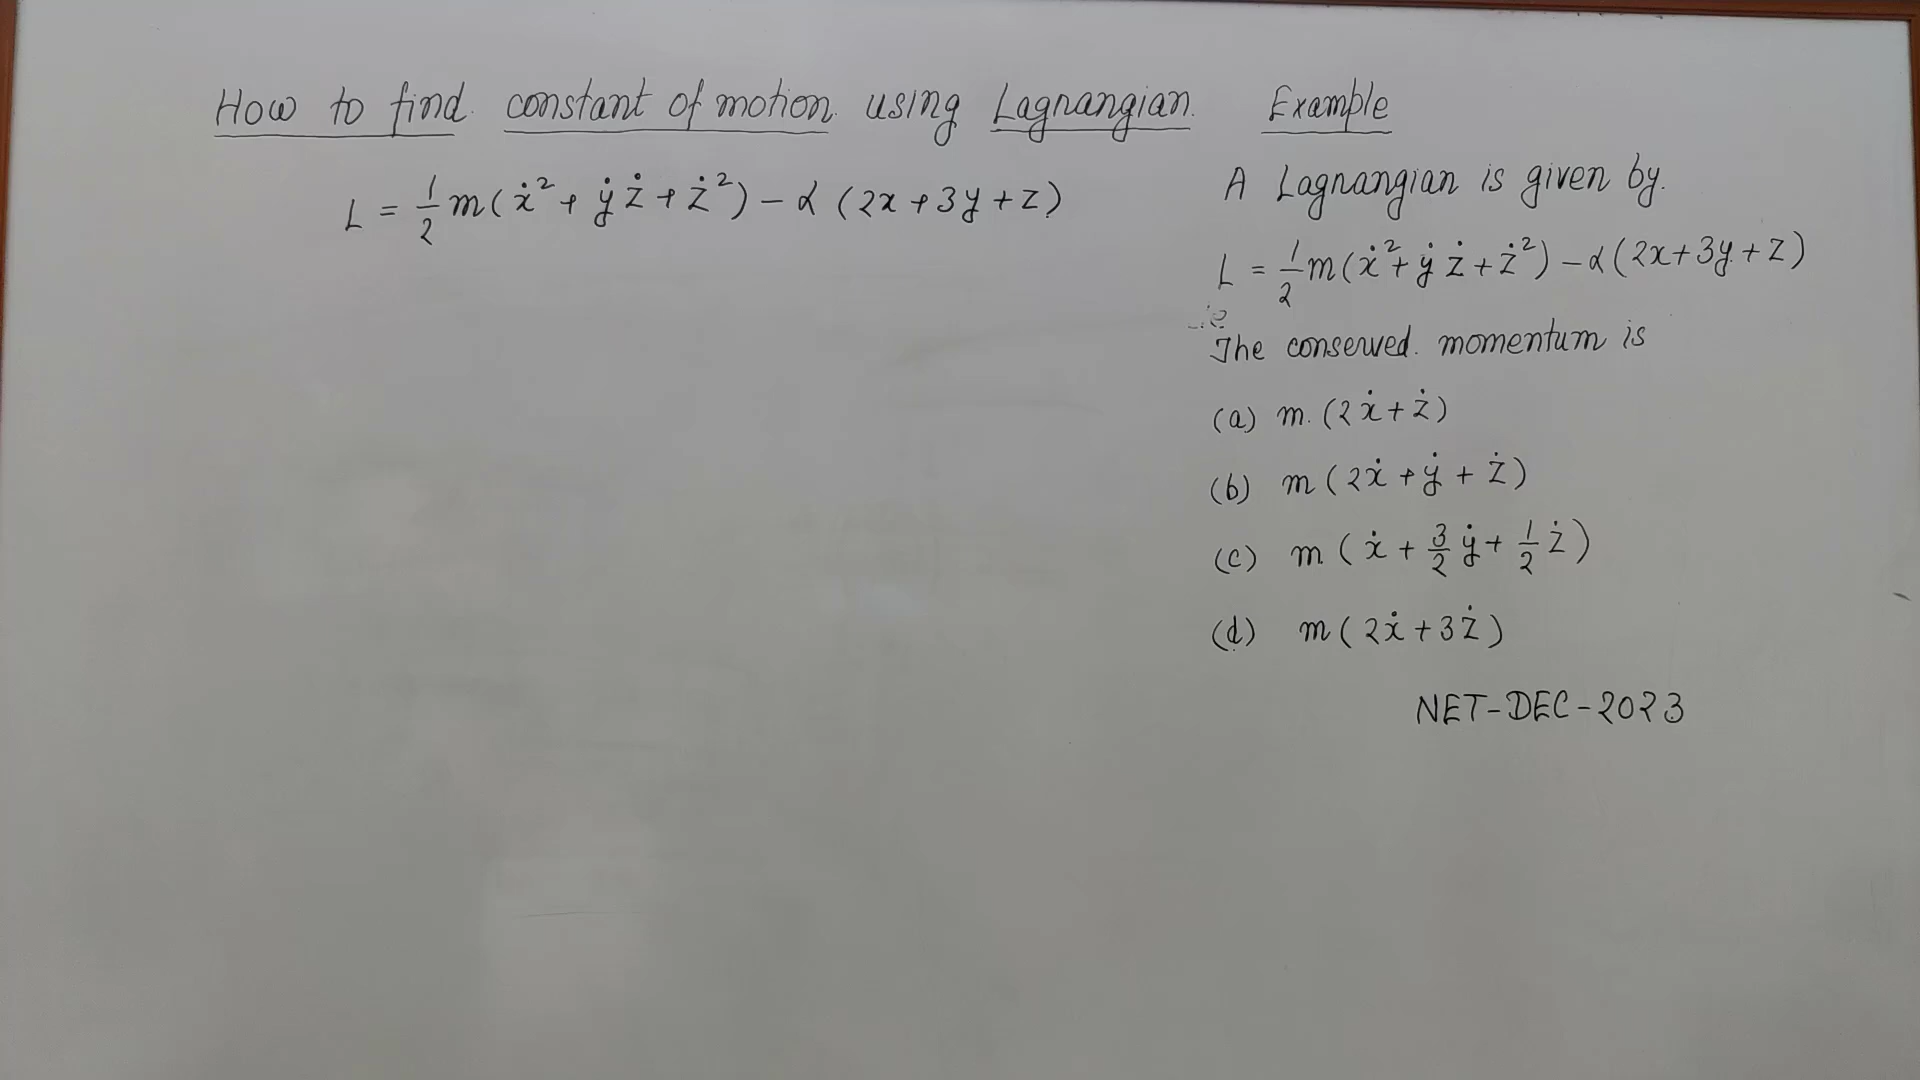 How to find constant of motion using Lagrangian. Example
L = 1/2 m(ẋ² + ẏ ż + ż²) – α (2x + 3y + z)
A Lagrangian is given by.
L = 1/2 m(ẋ² + ẏ ż + ż²) – α(2x + 3y + z)
The conserved. momentum is
(a) m. (2ẋ + ż)
(b) m (2ẋ + ẏ + ż)
(c) m (ẋ + 3/2 ẏ + 1/2 ż)
(d) m (2ẋ + 3ż)
NET-DEC-2023